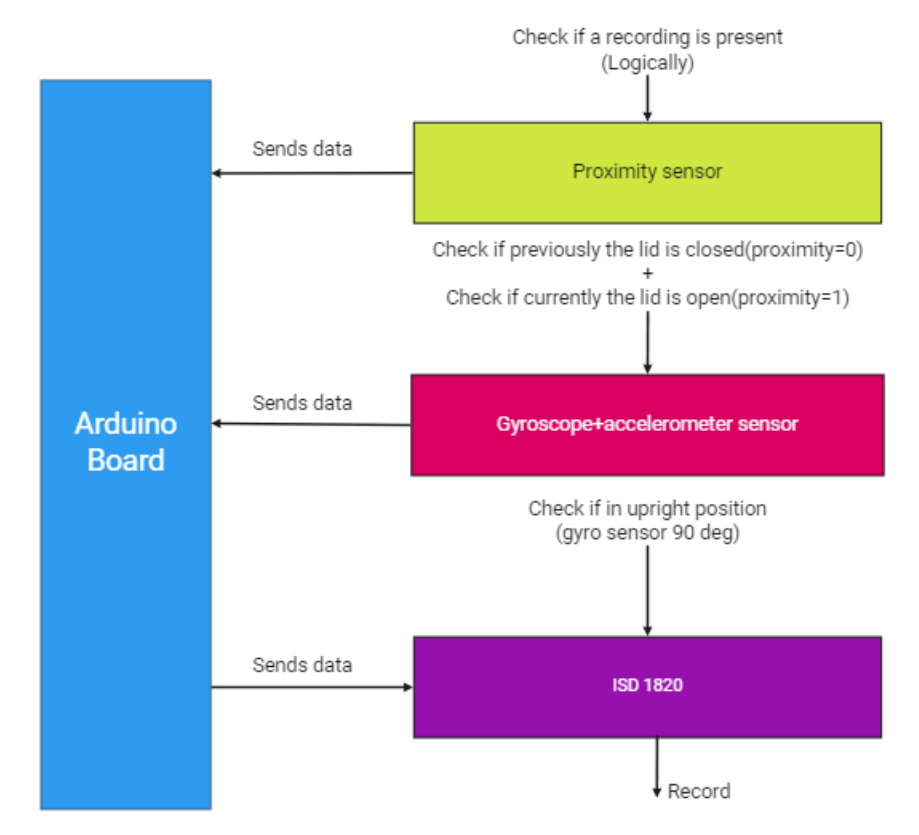 Check if a recording is present
(Logically)
Sends data
Proximity sensor
Check if previously the lid is closed(proximity=0)
+
Check if currently the lid is open(proximity=1)
Arduino
Board
Sends data
Gyroscope+accelerometer sensor
Check if in upright position
(gyro sensor 90 deg)
Sends data
ISD 1820
Record